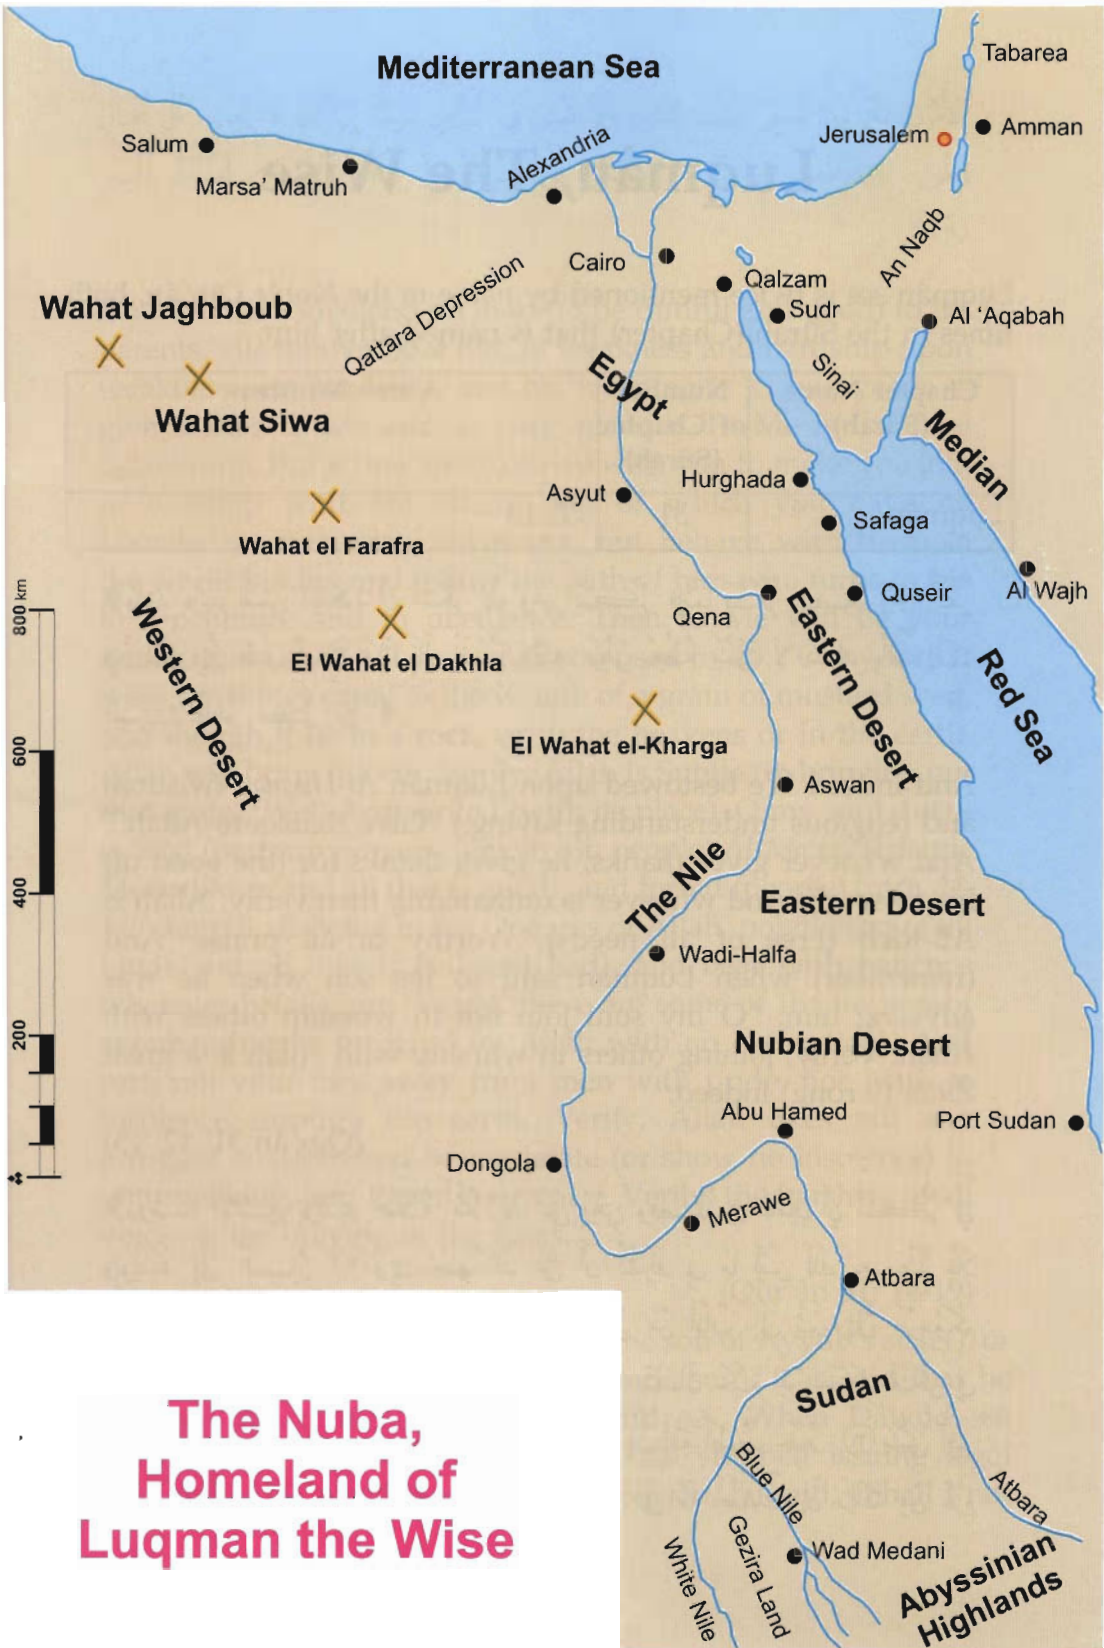 Mediterranean Sea
Tabarea
Salum
Jerusalem
Amman
Marsa' Matruh
Alexandria
An Naqb
Cairo
Qalzam
Qattara Depression
Wahat Jaghboub
Sudr
Al ‘Aqabah
Sinai
Egypt
Wahat Siwa
Median
Hurghada
Asyut
Safaga
Wahat el Farafra
800 km
Quseir
Al Wajh
Qena
Western Desert
Eastern Desert
El Wahat el Dakhla
Red Sea
El Wahat el-Kharga
600
Aswan
400
The Nile
Eastern Desert
Wadi-Halfa
200
Nubian Desert
Abu Hamed
Port Sudan
Dongola
Merawe
Atbara
Sudan
The Nuba,
Homeland of
Luqman the Wise
Blue Nile
Atbara
White Nile
Gezira Land
Wad Medani
Abyssinian
Highlands